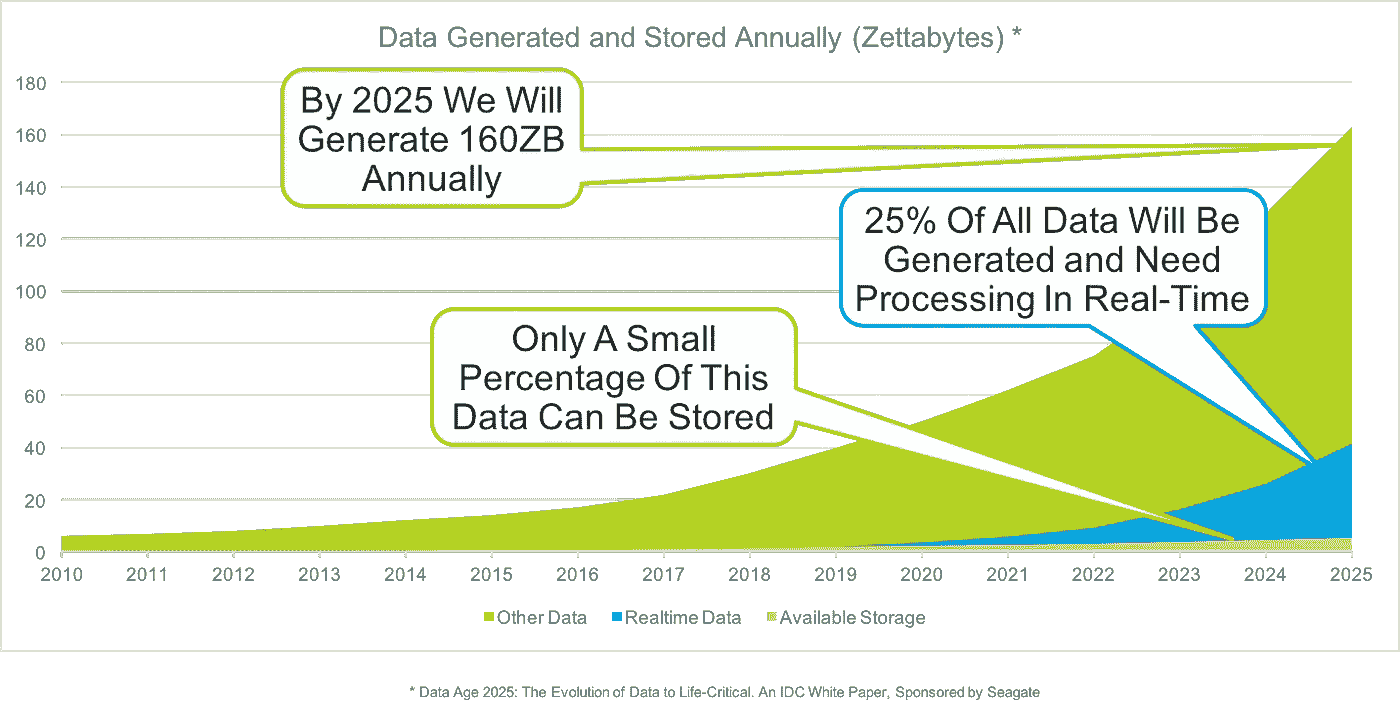 Data Generated and Stored Annually (Zettabytes) *
By 2025 We Will
Generate 160ZB
Annually
25% Of All Data Will Be
Generated and Need
Processing In Real-Time
Only A Small
Percentage Of This
Data Can Be Stored
180
160
140
120
100
80
60
40
20
0
2010 2011 2012 2013 2014 2015 2016 2017 2018 2019 2020 2021 2022 2023 2024 2025
Other Data Realtime Data Available Storage
* Data Age 2025: The Evolution of Data to Life-Critical. An IDC White Paper, Sponsored by Seagate